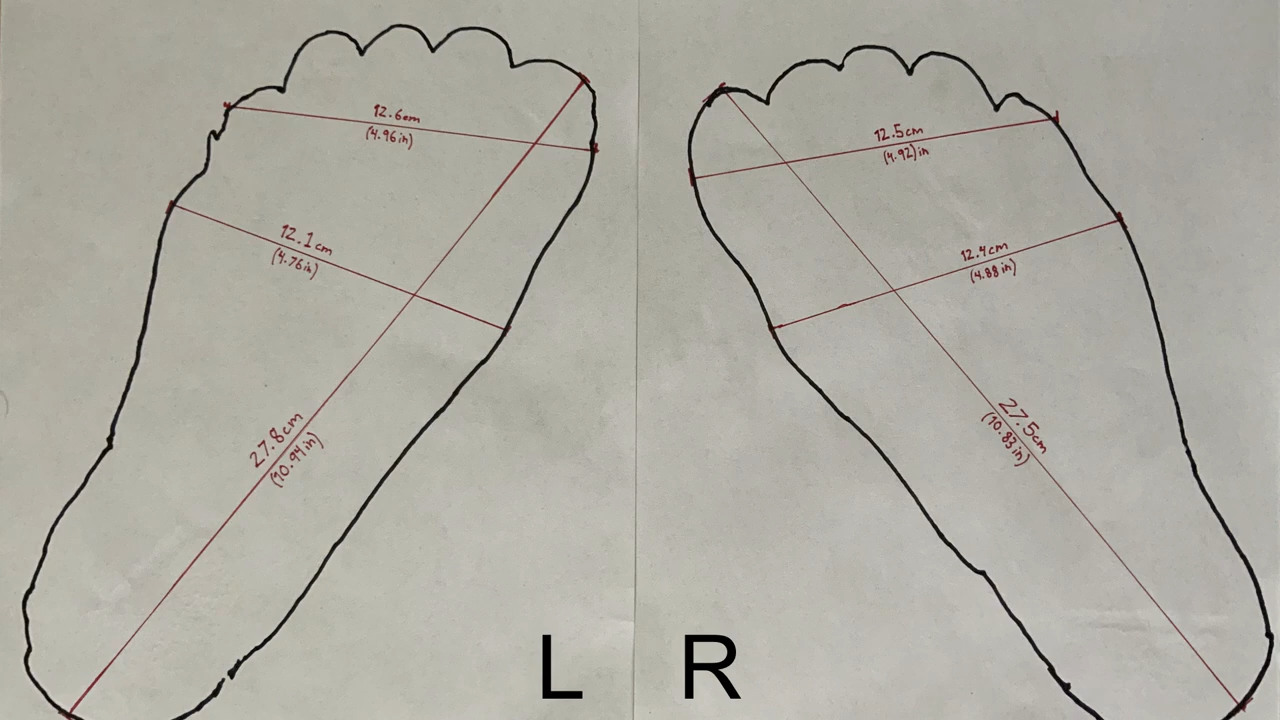 12.6cm
(4.96in)
12.1cm
(4.76in)
27.8cm
(10.94in)
L
12.5cm
(4.92)in
12.4cm
(4.88in)
27.5cm
(10.83in)
R